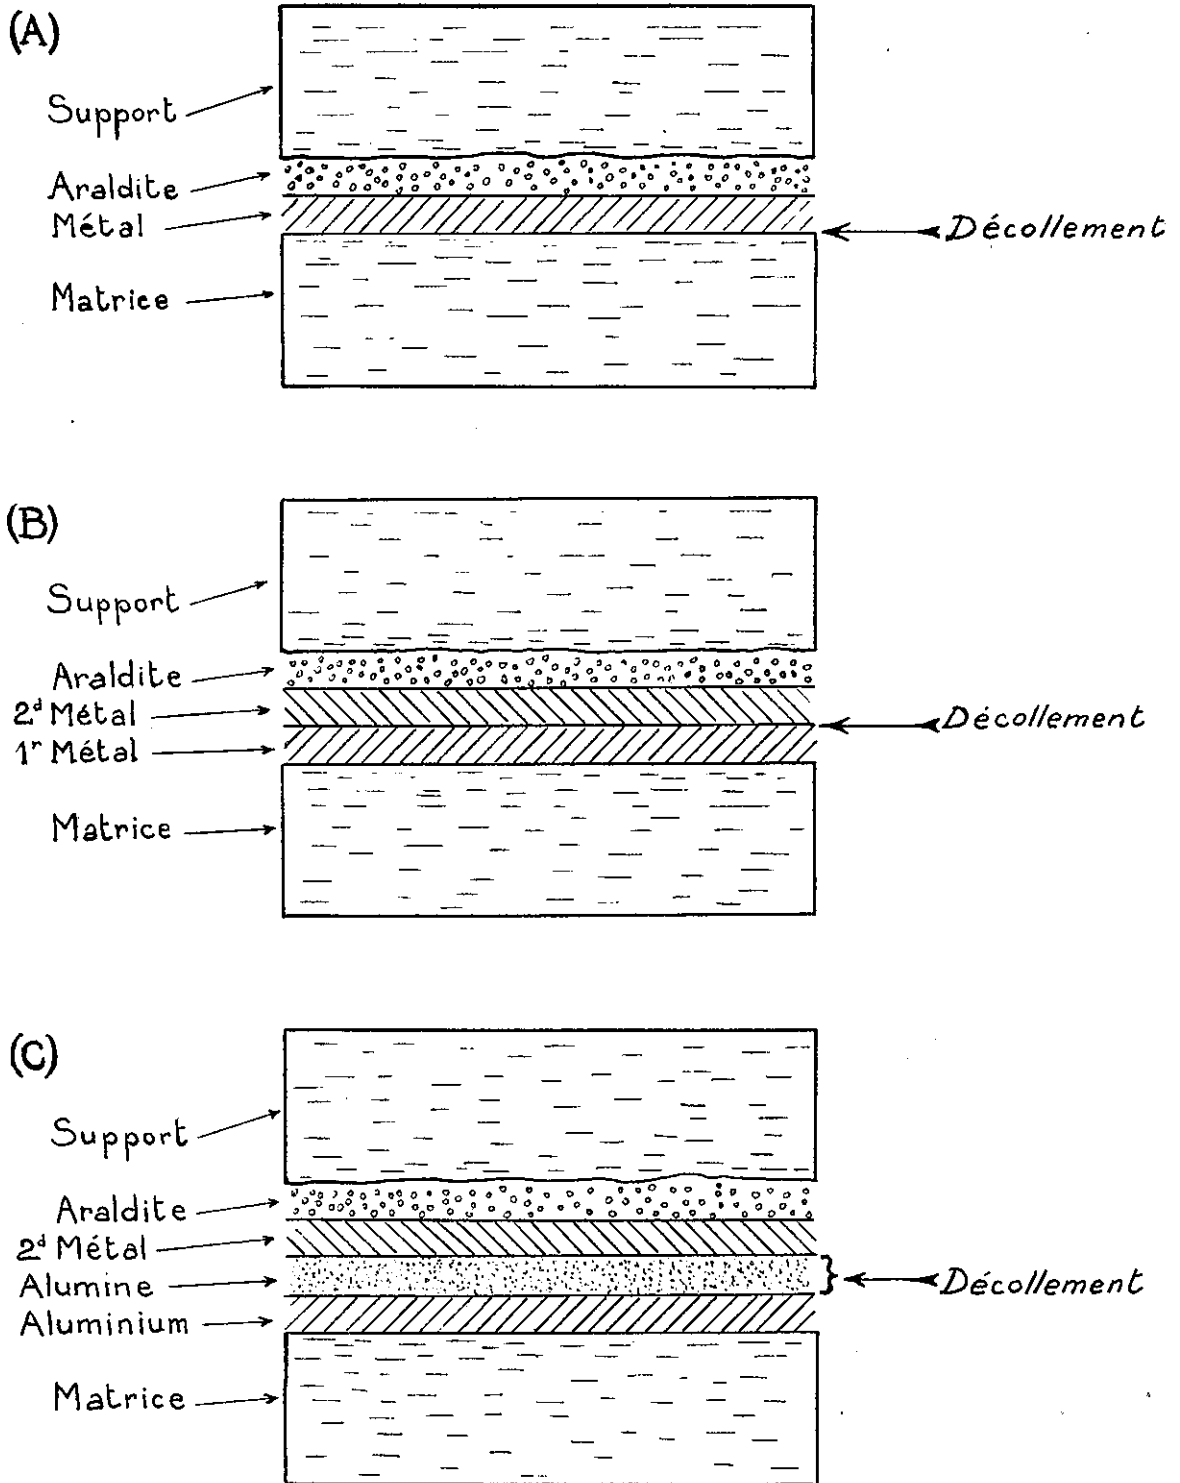 (A)
Support
Araldite
Métal
Décollement
Matrice
(B)
Support
Araldite
2d Métal
Décollement
1r Métal
Matrice
(C)
Support
Araldite
2d Métal
Alumine
Décollement
Aluminium
Matrice